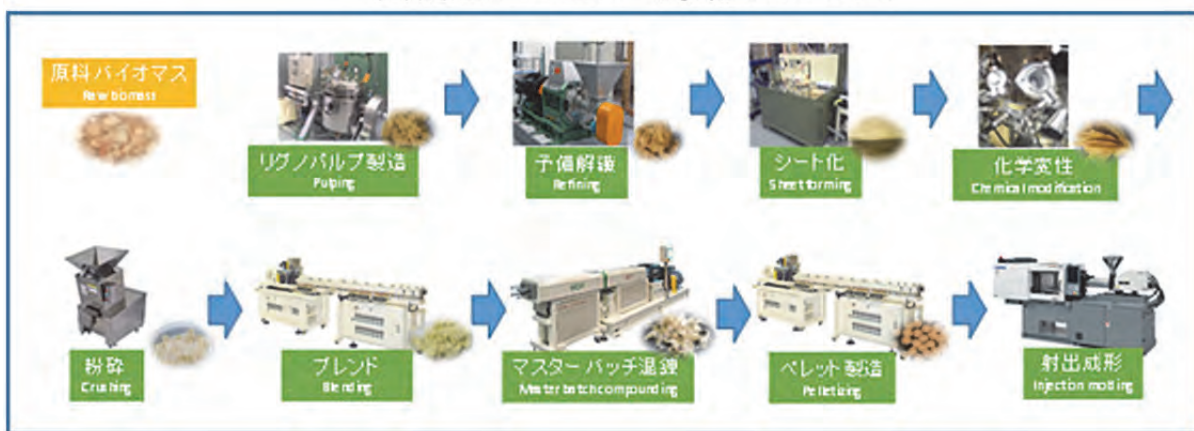 原料バイオマス
Raw biomass
リグノパルプ製造
Pulping
予備解繊
Refining
シート化
Sheet forming
化学変性
Chemical modification
粉砕
Crushing
ブレンド
Blending
マスターバッチ混錬
Master batch compounding
ペレット製造
Pelletizing
射出成形
Injection molding